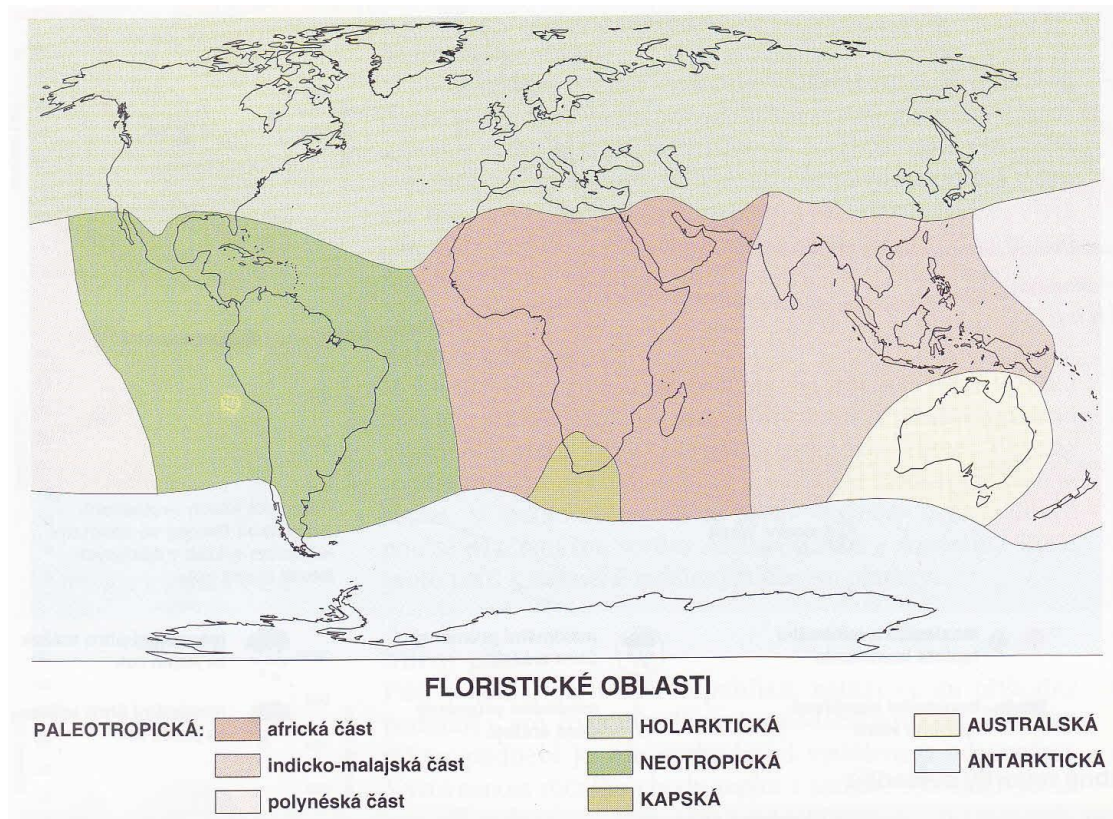 FLORISTICKÉ OBLASTI
PALEOTROPICKÁ:
africká část
indicko-malajská část
polynéská část
HOLARKTICKÁ
NEOTROPICKÁ
KAPSKÁ
AUSTRALSKÁ
ANTARKTICKÁ